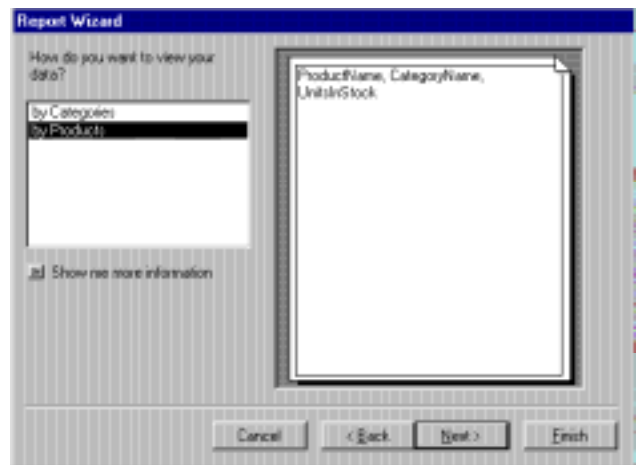 Report Wizard
How do you want to view your
data?
by Categories
by Products
Show me more information
ProductName, CategoryName,
UnitsInStock
Cancel
< Back
Next >
Finish